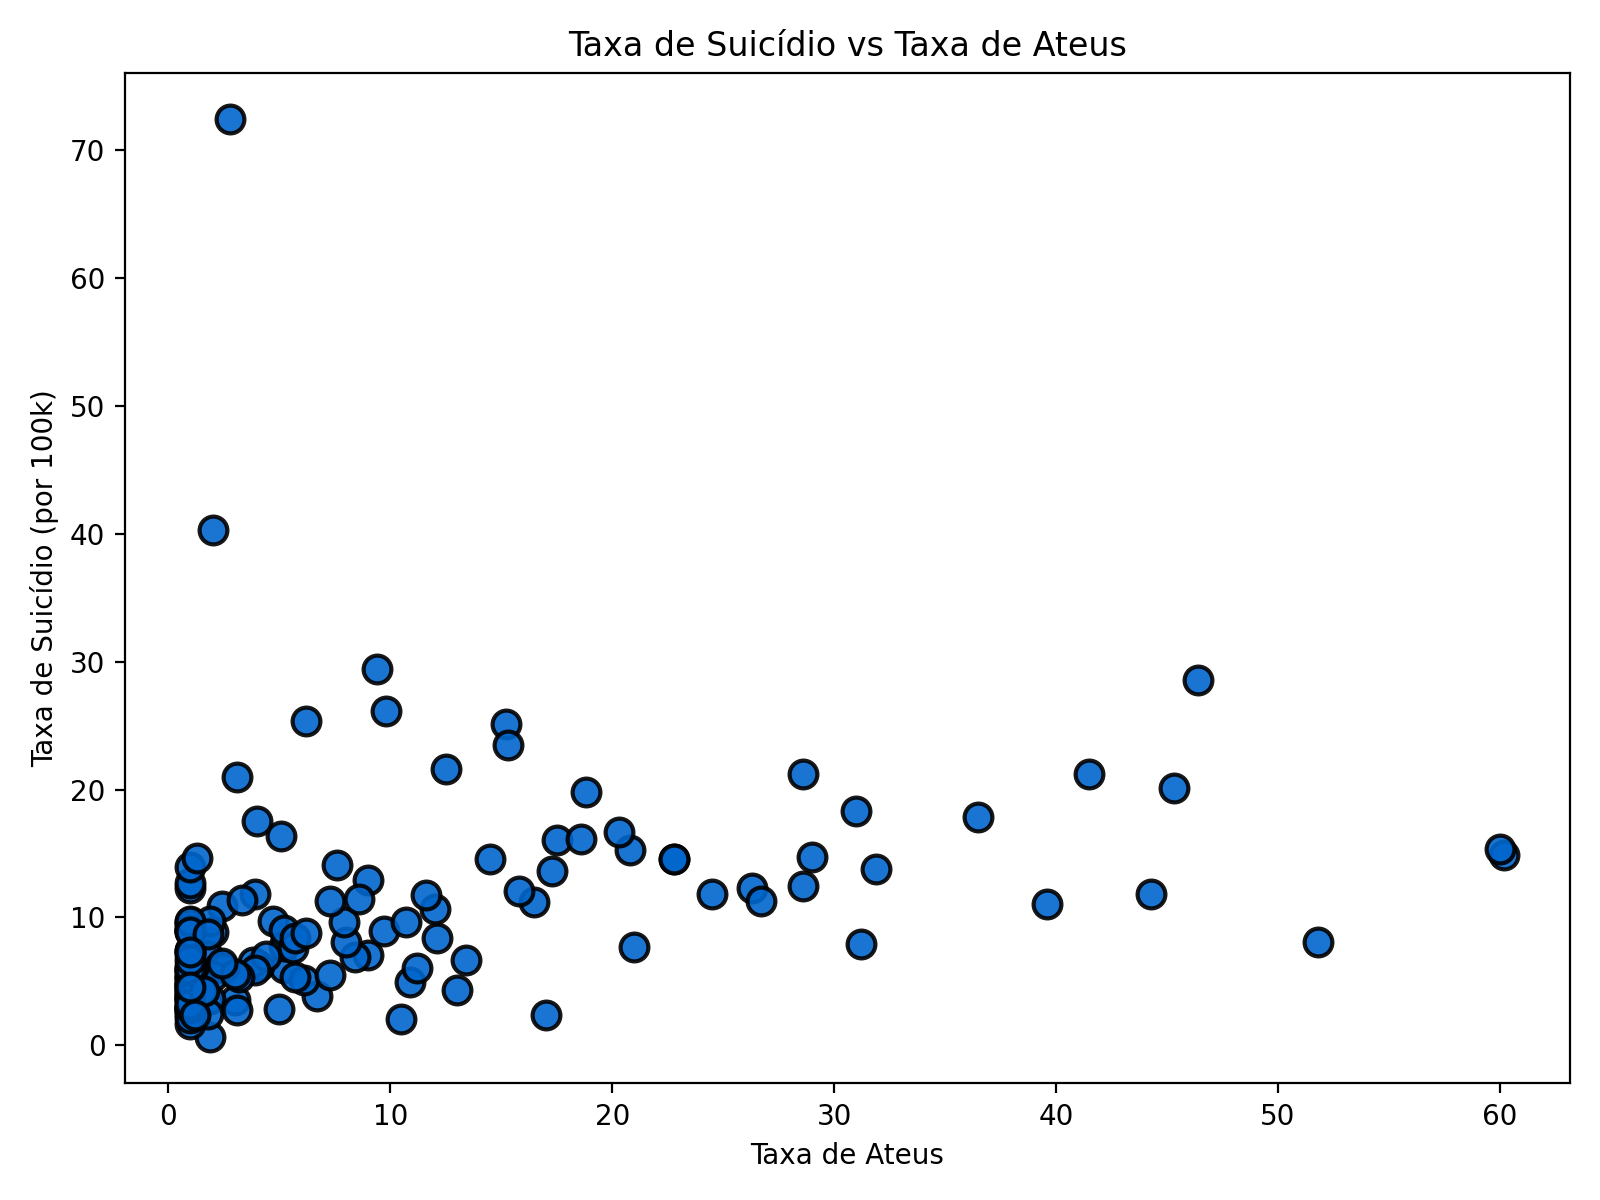 Taxa de Suicídio vs Taxa de Ateus
Taxa de Suicídio (por 100k)
70
60
50
40
30
20
10
0
0 10 20 30 40 50 60
Taxa de Ateus